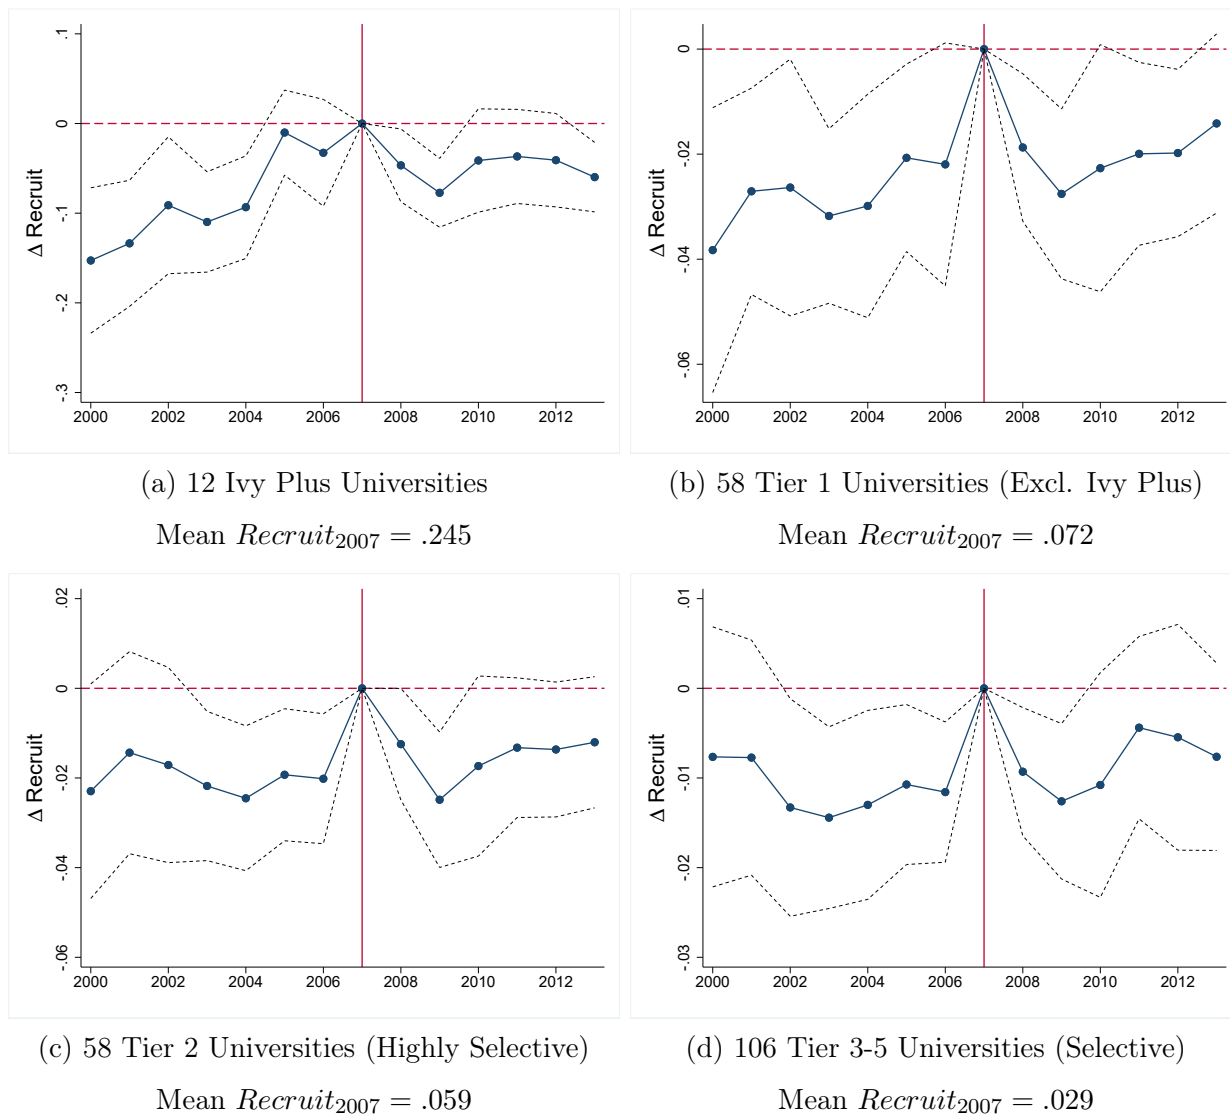 .1
0
-.1
-.2
-.3
Δ Recruit
2000 2002 2004 2006 2008 2010 2012
(a) 12 Ivy Plus Universities
Mean Recruit2007 = .245
0
-.02
-.04
-.06
Δ Recruit
2000 2002 2004 2006 2008 2010 2012
(b) 58 Tier 1 Universities (Excl. Ivy Plus)
Mean Recruit2007 = .072
.02
0
-.02
-.04
-.06
Δ Recruit
2000 2002 2004 2006 2008 2010 2012
(c) 58 Tier 2 Universities (Highly Selective)
Mean Recruit2007 = .059
.01
0
-.01
-.02
-.03
Δ Recruit
2000 2002 2004 2006 2008 2010 2012
(d) 106 Tier 3-5 Universities (Selective)
Mean Recruit2007 = .029